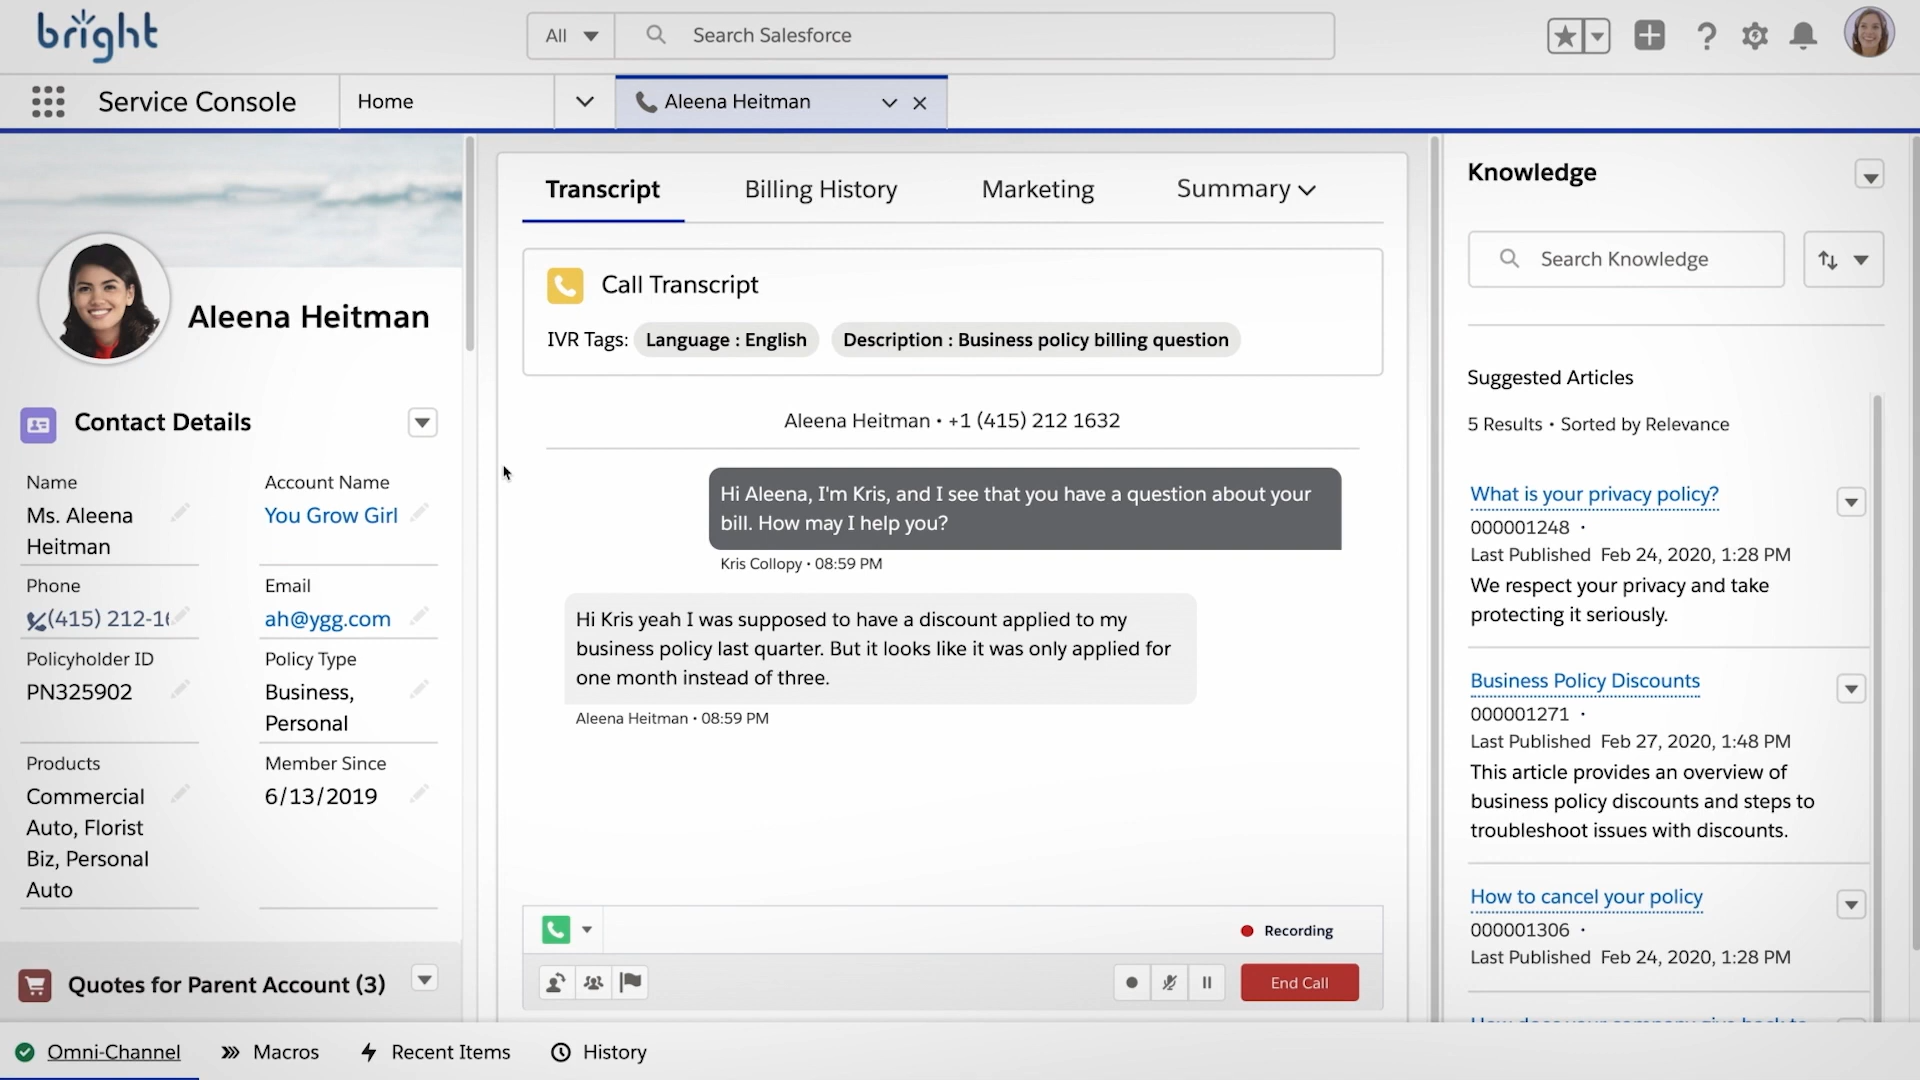 bright
All
Search Salesforce
Service Console
Home
Aleena Heitman
Aleena Heitman
Contact Details
Name
Account Name
Ms. Aleena
Heitman
You Grow Girl
Phone
Email
(415) 212-16
ah@ygg.com
Policyholder ID
Policy Type
PN325902
Business,
Personal
Products
Member Since
Commercial
Auto, Florist
Biz, Personal
Auto
6/13/2019
Quotes for Parent Account (3)
Transcript
Billing History
Marketing
Summary
Call Transcript
IVR Tags: Language : English Description : Business policy billing question
Aleena Heitman • +1 (415) 212 1632
Hi Aleena, I'm Kris, and I see that you have a question about your
bill. How may I help you?
Kris Collopy • 08:59 PM
Hi Kris yeah I was supposed to have a discount applied to my
business policy last quarter. But it looks like it was only applied for
one month instead of three.
Aleena Heitman • 08:59 PM
Recording
End Call
Knowledge
Search Knowledge
Suggested Articles
5 Results • Sorted by Relevance
What is your privacy policy?
000001248 ·
Last Published Feb 24, 2020, 1:28 PM
We respect your privacy and take
protecting it seriously.
Business Policy Discounts
000001271 ·
Last Published Feb 27, 2020, 1:48 PM
This article provides an overview of
business policy discounts and steps to
troubleshoot issues with discounts.
How to cancel your policy
000001306 ·
Last Published Feb 24, 2020, 1:28 PM
Omni-Channel
Macros
Recent Items
History